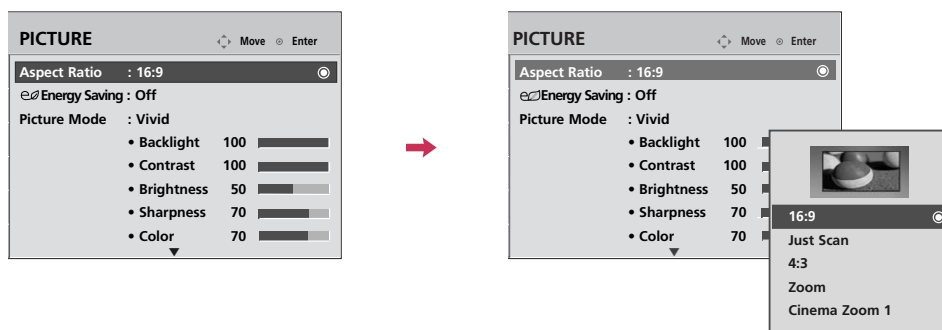 PICTURE Move Enter
Aspect Ratio : 16:9
Energy Saving : Off
Picture Mode : Vivid
• Backlight 100
• Contrast 100
• Brightness 50
• Sharpness 70
• Color 70
PICTURE Move Enter
Aspect Ratio : 16:9
Energy Saving : Off
Picture Mode : Vivid
• Backlight 100
• Contrast 100
• Brightness 50
• Sharpness 70
• Color 70
16:9
Just Scan
4:3
Zoom
Cinema Zoom 1